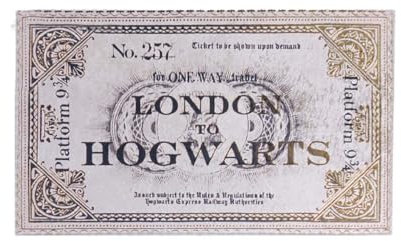 No. 257 Ticket to be shown upon demand
for ONE WAY travel
Platform 9¾
LONDON
TO
HOGWARTS
Platform 9¾
Issued subject to the Rules & Regulations of the
Hogwarts Express Railway Authorities